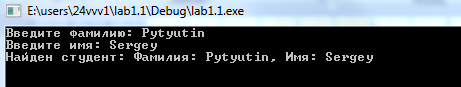 E:\users\24vvv1\lab1.1\Debug\lab1.1.exe
Введите фамилию: Pytyutin
Введите имя: Sergey
Найден студент: Фамилия: Pytyutin, Имя: Sergey